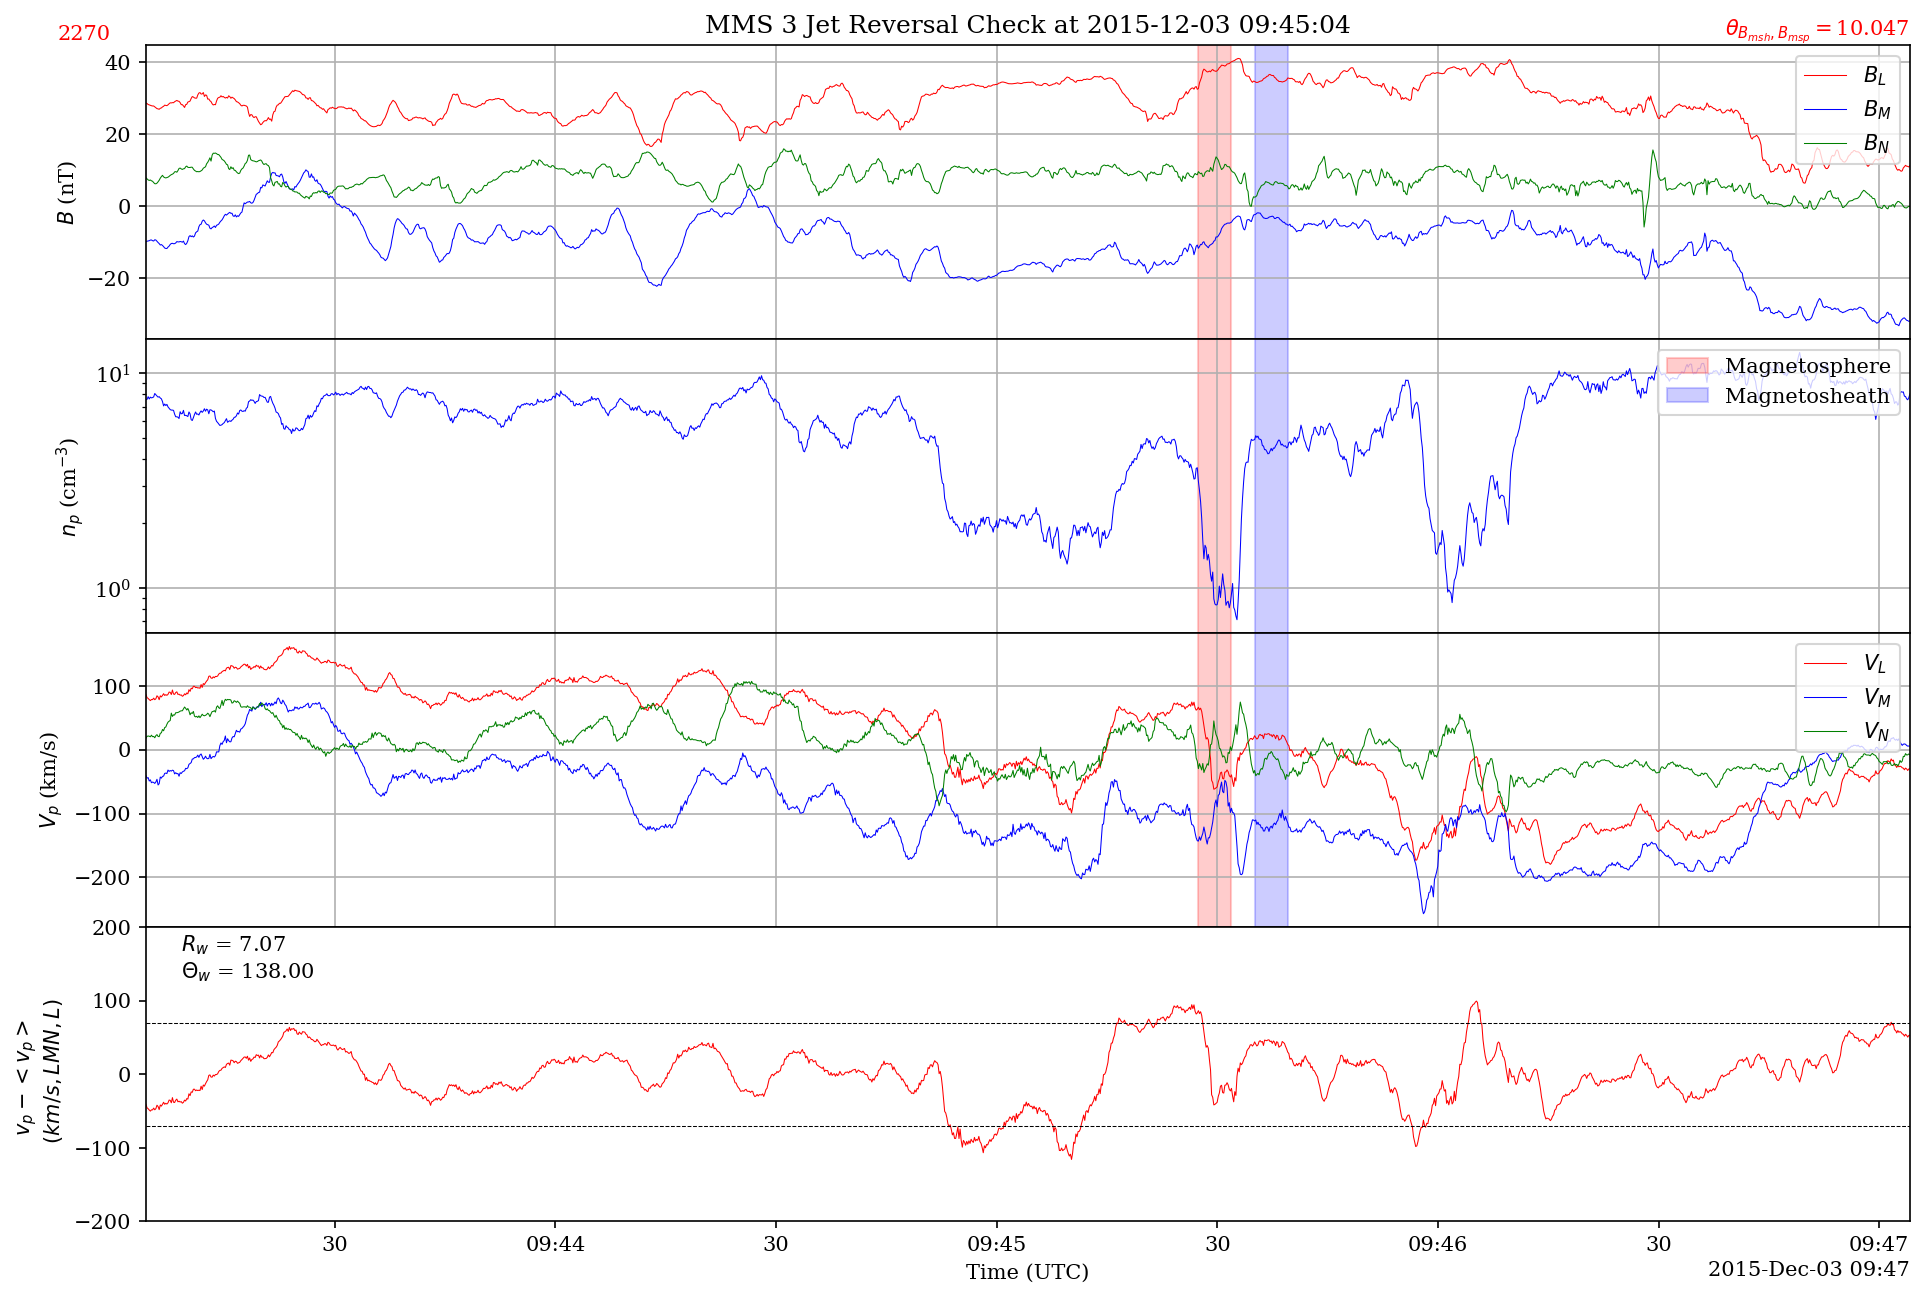 MMS 3 Jet Reversal Check at 2015-12-03 09:45:04
2270
θ_{B_{msh}, B_{msp}} = 10.047
B (nT)
40
20
0
−20
B_L
B_M
B_N
n_p (cm⁻³)
10¹
10⁰
Magnetosphere
Magnetosheath
V_p (km/s)
100
0
−100
−200
V_L
V_M
V_N
v_p − < v_p >
(km/s, LMN, L)
200
100
0
−100
−200
R_w = 7.07
Θ_w = 138.00
30
09:44
30
09:45
30
09:46
30
09:47
Time (UTC)
2015-Dec-03 09:47